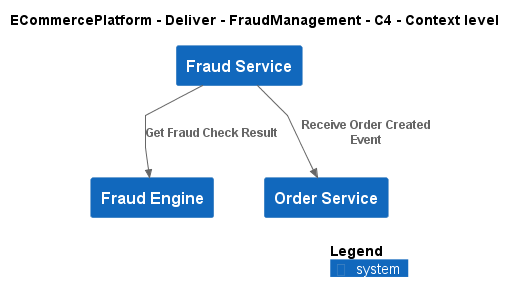 ECommercePlatform - Deliver - FraudManagement - C4 - Context level
Fraud Service
Get Fraud Check Result
Receive Order Created
Event
Fraud Engine
Order Service
Legend
system